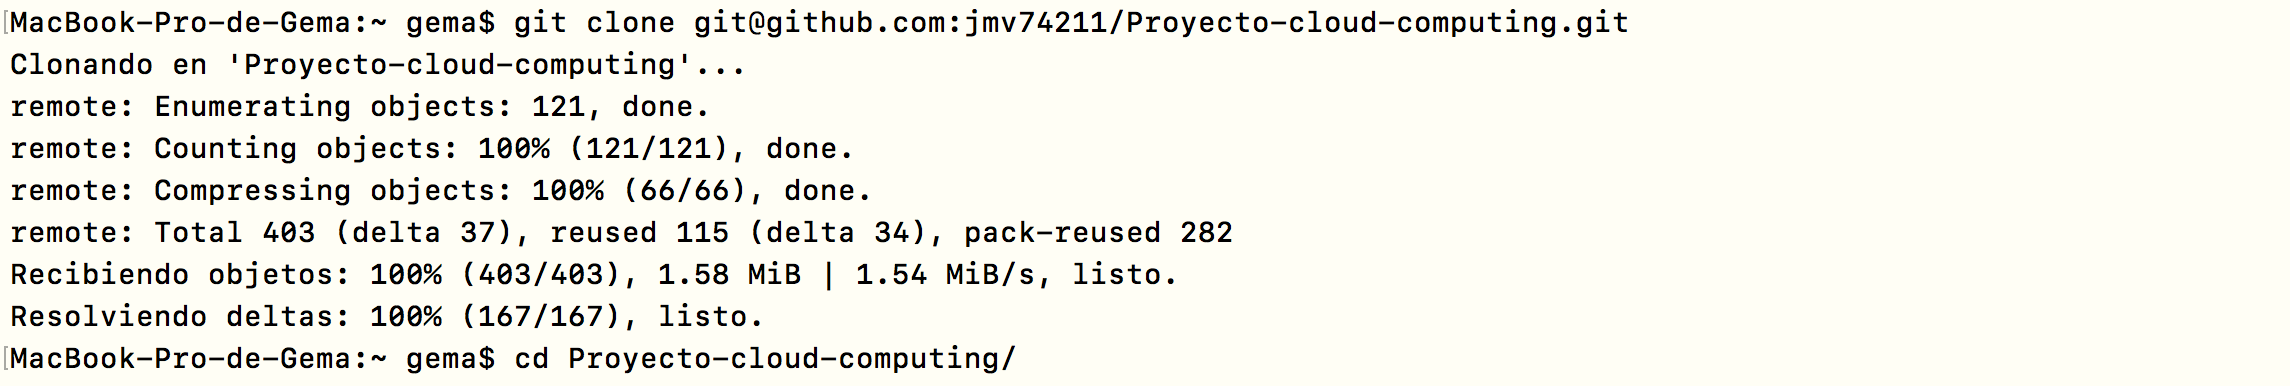 MacBook-Pro-de-Gema:~ gema$ git clone git@github.com:jmv74211/Proyecto-cloud-computing.git
Clonando en 'Proyecto-cloud-computing'...
remote: Enumerating objects: 121, done.
remote: Counting objects: 100% (121/121), done.
remote: Compressing objects: 100% (66/66), done.
remote: Total 403 (delta 37), reused 115 (delta 34), pack-reused 282
Recibiendo objetos: 100% (403/403), 1.58 MiB | 1.54 MiB/s, listo.
Resolviendo deltas: 100% (167/167), listo.
MacBook-Pro-de-Gema:~ gema$ cd Proyecto-cloud-computing/